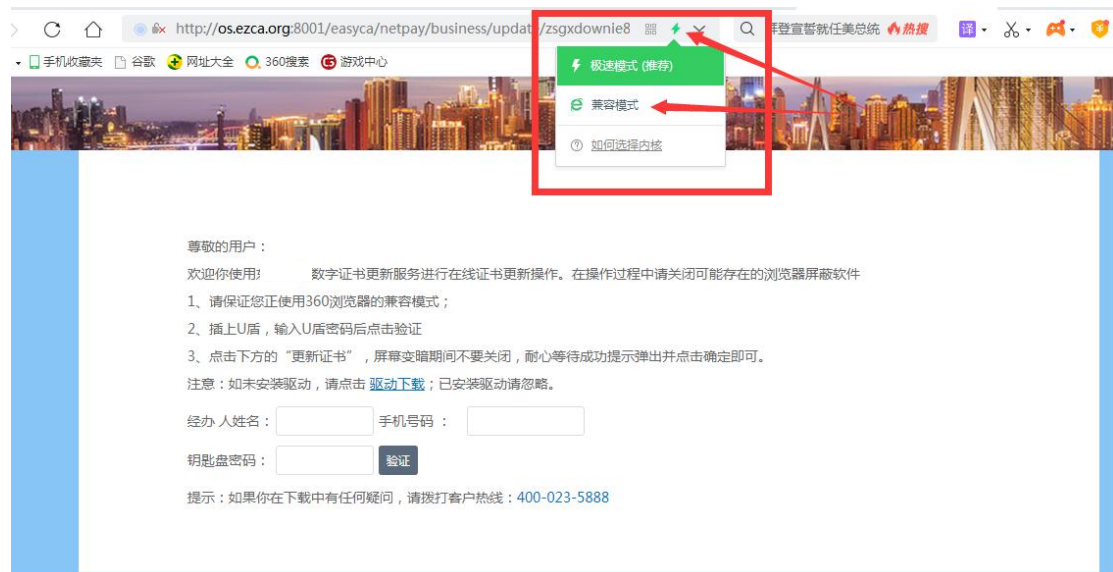 http://os.ezca.org:8001/easyca/netpay/business/update/zsgxdownie8
登宣誓就任美总统 热搜
译
手机收藏夹 谷歌 网址大全 360搜索 游戏中心
极速模式 (推荐)
兼容模式
如何选择内核
尊敬的用户：
欢迎你使用 数字证书更新服务进行在线证书更新操作。在操作过程中请关闭可能存在的浏览器屏蔽软件
1、请保证您正使用360浏览器的兼容模式；
2、插上U盾，输入U盾密码后点击验证
3、点击下方的“更新证书”，屏幕变暗期间不要关闭，耐心等待成功提示弹出并点击确定即可。
注意：如未安装驱动，请点击 驱动下载；已安装驱动请忽略。
经办 人姓名： 手机号码 ：
钥匙盘密码： 验证
提示：如果你在下载中有任何疑问，请拨打客户热线：400-023-5888